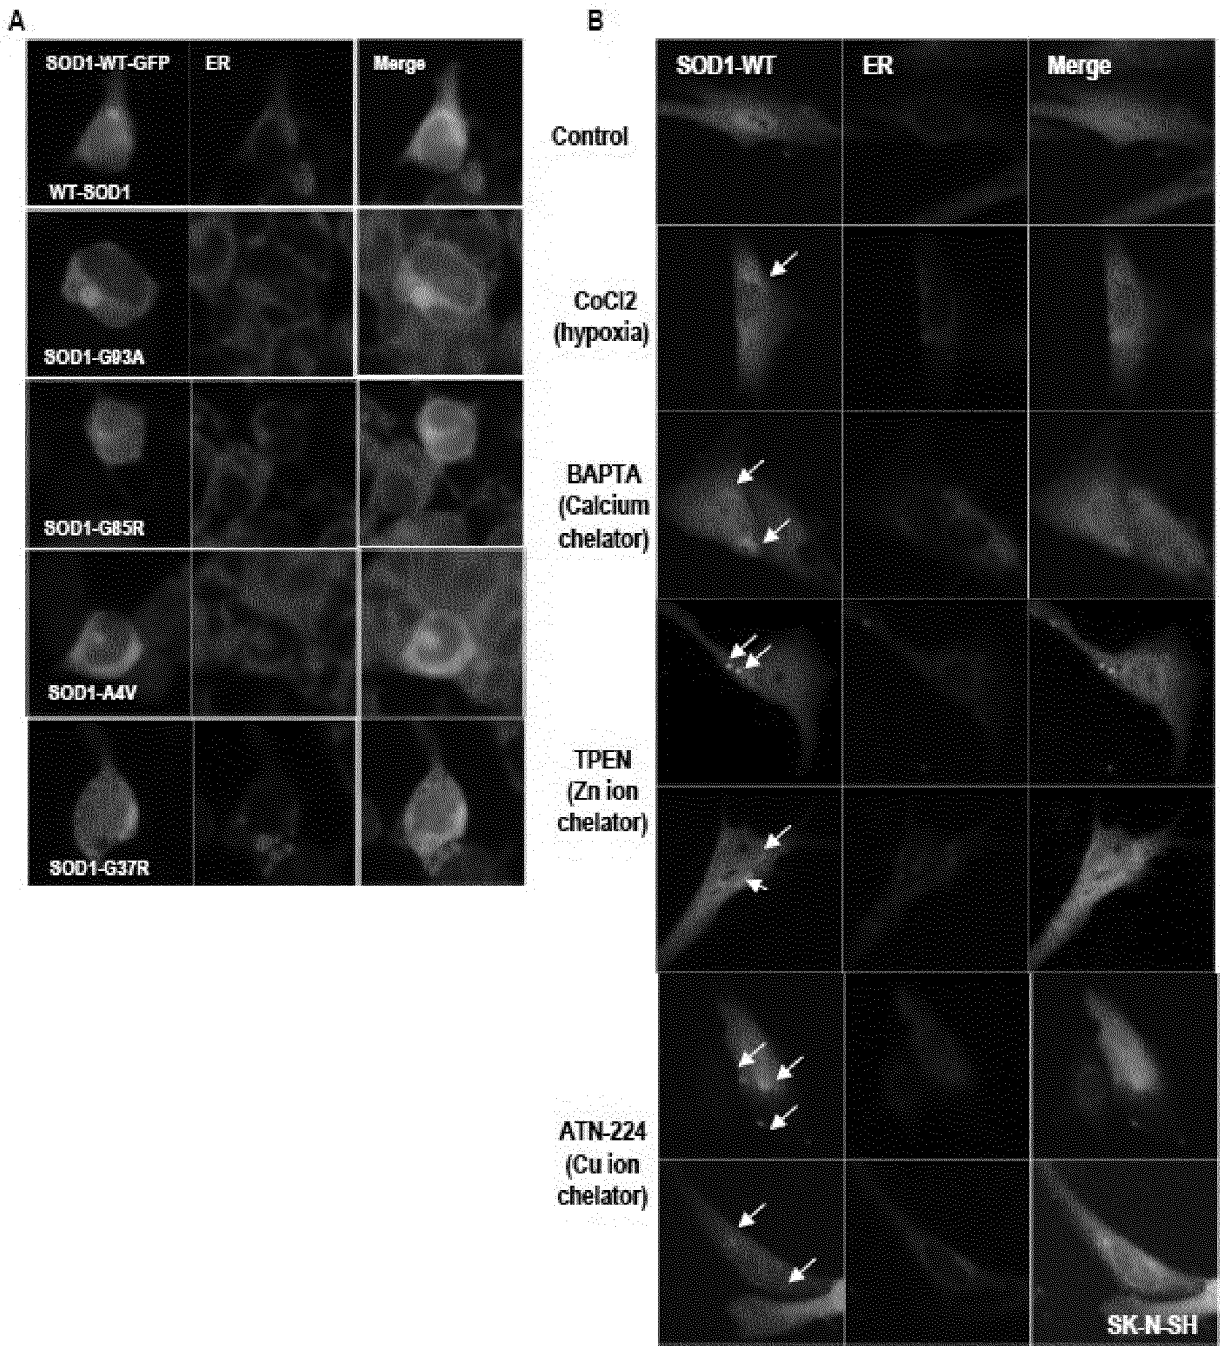 A
SOD1-WT-GFP
ER
Merge
WT-SOD1
SOD1-G93A
SOD1-G85R
SOD1-A4V
SOD1-G37R
B
SOD1-WT
ER
Merge
Control
CoCl2
(hypoxia)
BAPTA
(Calcium
chelator)
TPEN
(Zn ion
chelator)
ATN-224
(Cu ion
chelator)
SK-N-SH